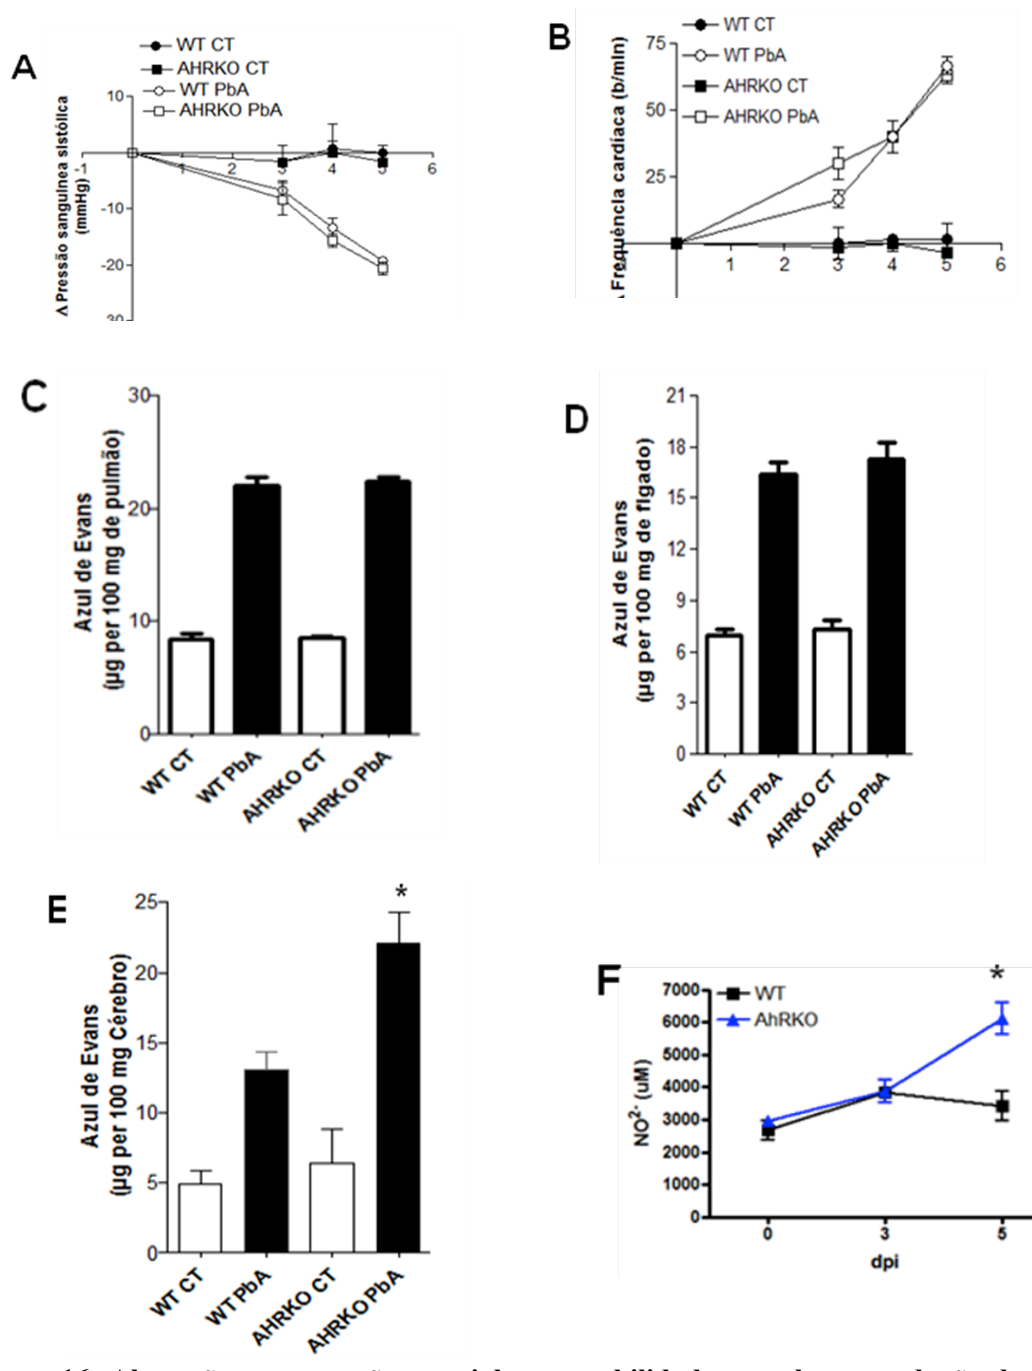 A
WT CT
AHRKO CT
WT PbA
AHRKO PbA
Δ Pressão sanguínea sistólica
(mmHg)
10
-10
-20
-30
-1
1
2
3
4
5
6
B
WT CT
WT PbA
AHRKO CT
AHRKO PbA
Δ Frequência cardíaca (b/mIn)
75
50
25
1
2
3
4
5
6
C
Azul de Evans
(µg per 100 mg de pulmão)
30
20
10
0
WT CT
WT PbA
AHRKO CT
AHRKO PbA
D
Azul de Evans
(µg per 100 mg de fígado)
21
18
15
12
9
6
3
0
WT CT
WT PbA
AHRKO CT
AHRKO PbA
E
*
Azul de Evans
(µg per 100 mg Cérebro)
25
20
15
10
5
0
WT CT
WT PbA
AHRKO CT
AHRKO PbA
F
*
WT
AhRKO
NO2- (uM)
7000
6000
5000
4000
3000
2000
1000
0
0
3
5
dpi